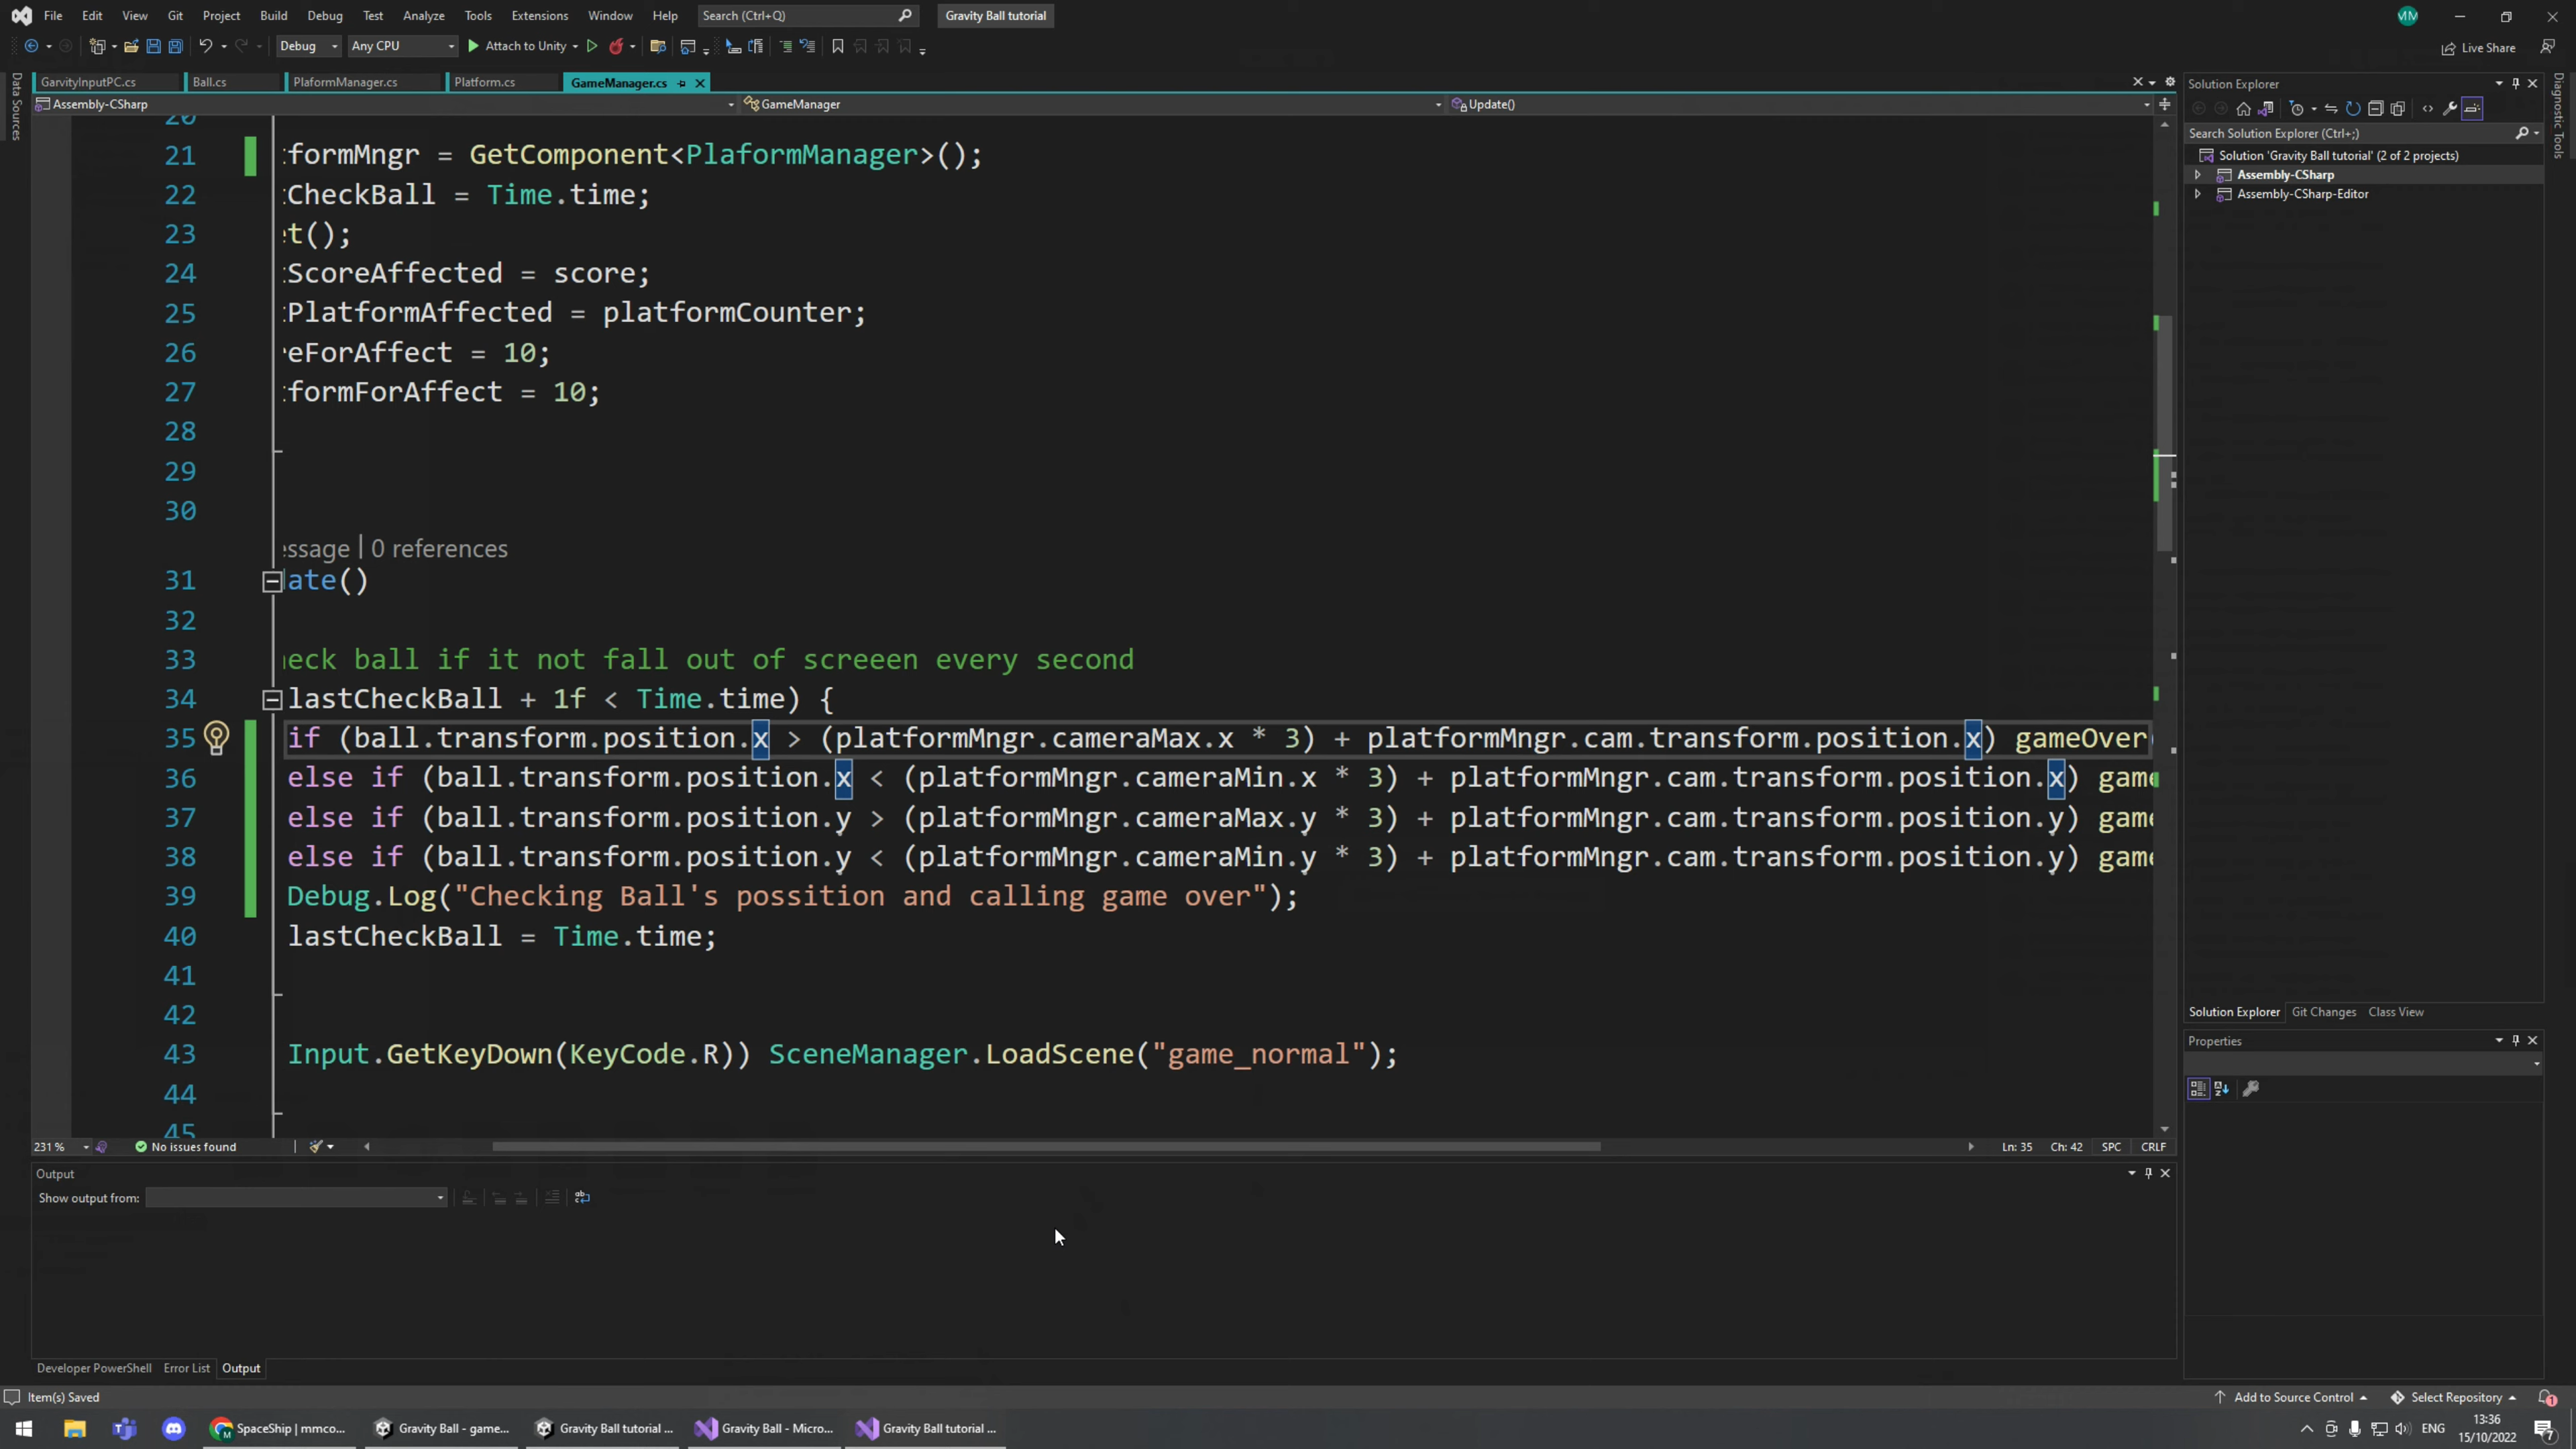 File Edit View Git Project Build Debug Test Analyze Tools Extensions Window Help Search (Ctrl+Q) Gravity Ball tutorial MM
Debug Any CPU Attach to Unity Live Share
GarvityInputPC.cs Ball.cs PlaformManager.cs Platform.cs GameManager.cs
Assembly-CSharp GameManager Update()
Data Sources
20
21 formMngr = GetComponent<PlaformManager>();
22 CheckBall = Time.time;
23 et();
24 ScoreAffected = score;
25 PlatformAffected = platformCounter;
26 eForAffect = 10;
27 formForAffect = 10;
28
29
30
essage | 0 references
31 ate()
32
33 eck ball if it not fall out of screeen every second
34 lastCheckBall + 1f < Time.time) {
35 if (ball.transform.position.x > (platformMngr.cameraMax.x * 3) + platformMngr.cam.transform.position.x) gameOver(
36 else if (ball.transform.position.x < (platformMngr.cameraMin.x * 3) + platformMngr.cam.transform.position.x) game
37 else if (ball.transform.position.y > (platformMngr.cameraMax.y * 3) + platformMngr.cam.transform.position.y) game
38 else if (ball.transform.position.y < (platformMngr.cameraMin.y * 3) + platformMngr.cam.transform.position.y) game
39 Debug.Log("Checking Ball's possition and calling game over");
40 lastCheckBall = Time.time;
41
42
43 Input.GetKeyDown(KeyCode.R)) SceneManager.LoadScene("game_normal");
44
45
231 % No issues found Ln: 35 Ch: 42 SPC CRLF
Output
Show output from:
Developer PowerShell Error List Output
Solution Explorer
Search Solution Explorer (Ctrl+;)
Solution 'Gravity Ball tutorial' (2 of 2 projects)
Assembly-CSharp
Assembly-CSharp-Editor
Solution Explorer Git Changes Class View
Properties
Diagnostic Tools
Item(s) Saved Add to Source Control Select Repository 1
SpaceShip | mmco... Gravity Ball - game... Gravity Ball tutorial ... Gravity Ball - Micro... Gravity Ball tutorial ... ENG 13:36
15/10/2022 7